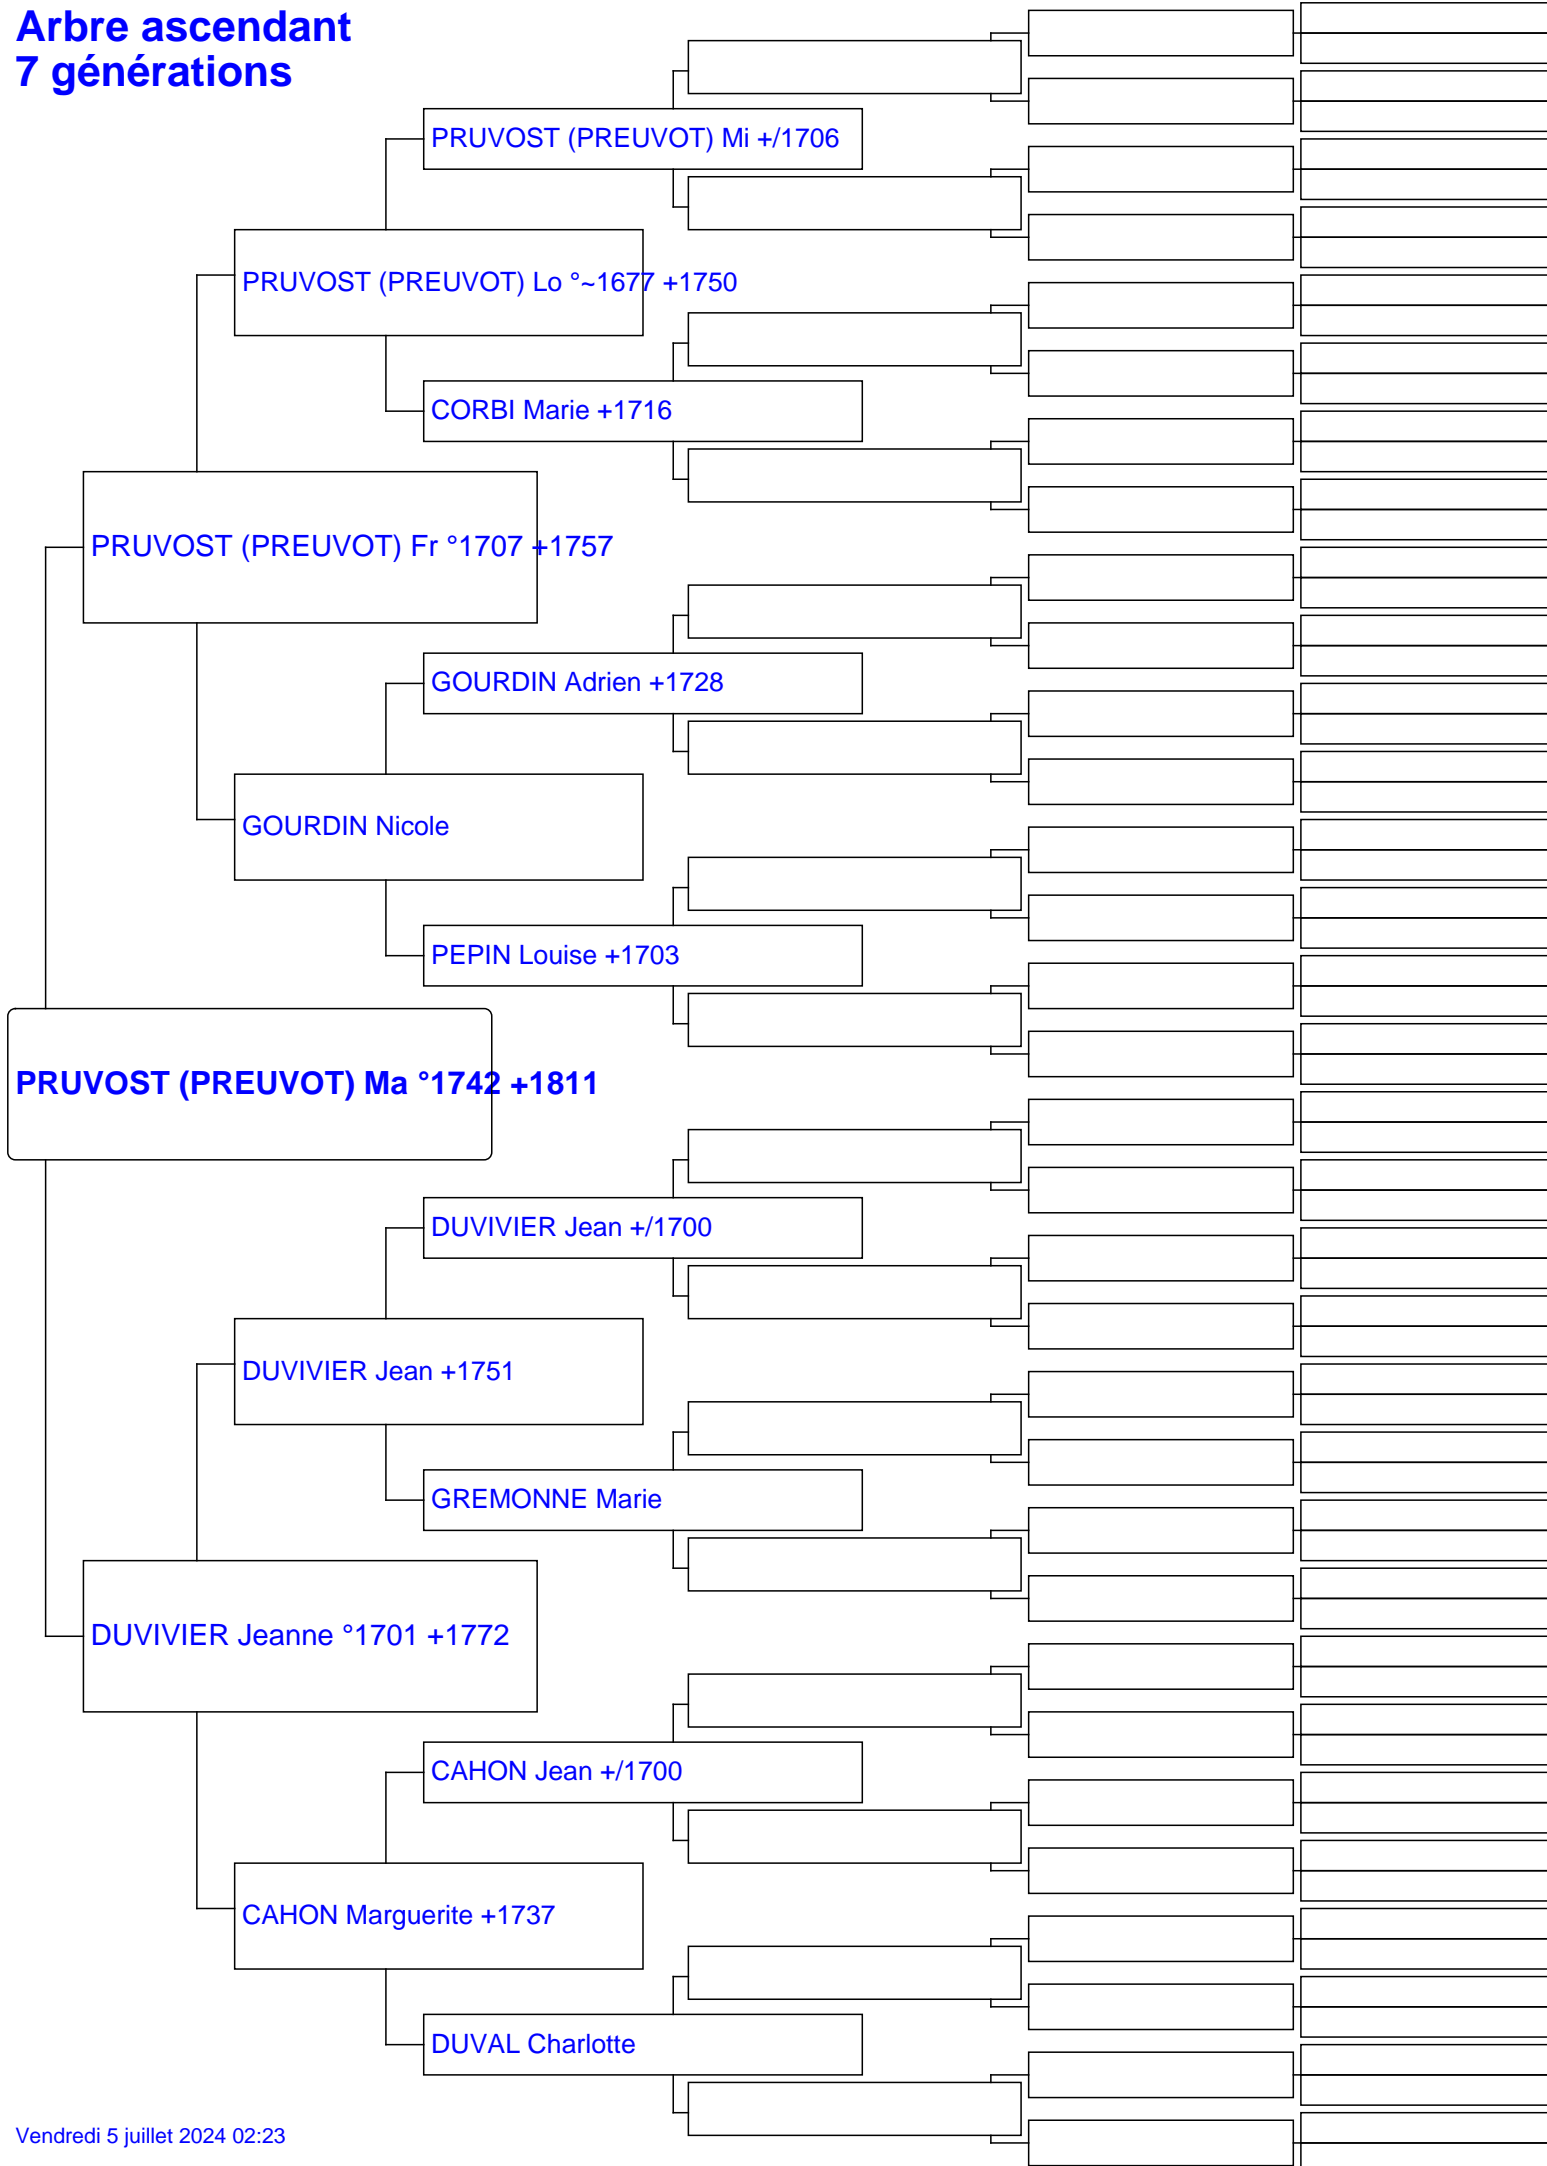 Arbre ascendant
7 générations
PRUVOST (PREUVOT) Mi +/1706
PRUVOST (PREUVOT) Lo °~1677 +1750
CORBI Marie +1716
PRUVOST (PREUVOT) Fr °1707 +1757
GOURDIN Adrien +1728
GOURDIN Nicole
PEPIN Louise +1703
PRUVOST (PREUVOT) Ma °1742 +1811
DUVIVIER Jean +/1700
DUVIVIER Jean +1751
GREMONNE Marie
DUVIVIER Jeanne °1701 +1772
CAHON Jean +/1700
CAHON Marguerite +1737
DUVAL Charlotte
Vendredi 5 juillet 2024 02:23